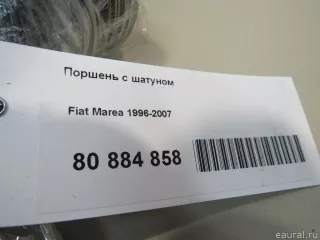 Поршень с шатуном
Fiat Marea 1996-2007
80 884 858
eaural.ru